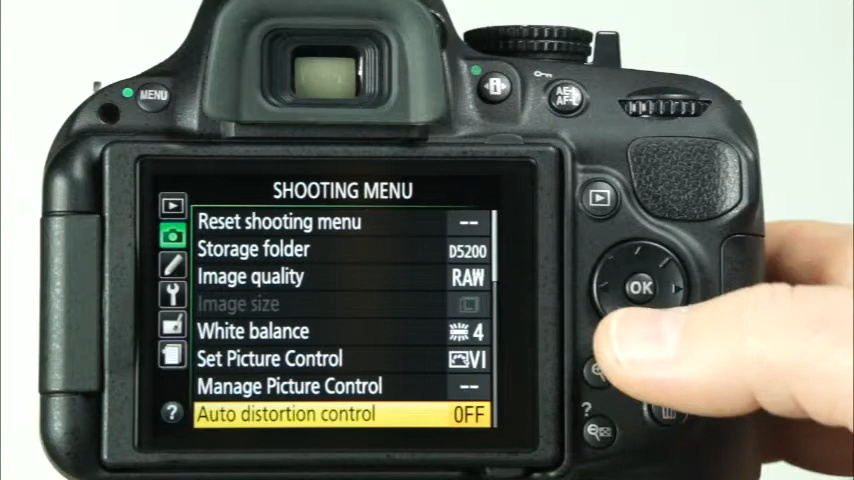 MENU
i
AE-L
AF-L
SHOOTING MENU
Reset shooting menu --
Storage folder D5200
Image quality RAW
Image size
White balance 4
Set Picture Control VI
Manage Picture Control --
? Auto distortion control OFF
OK
?